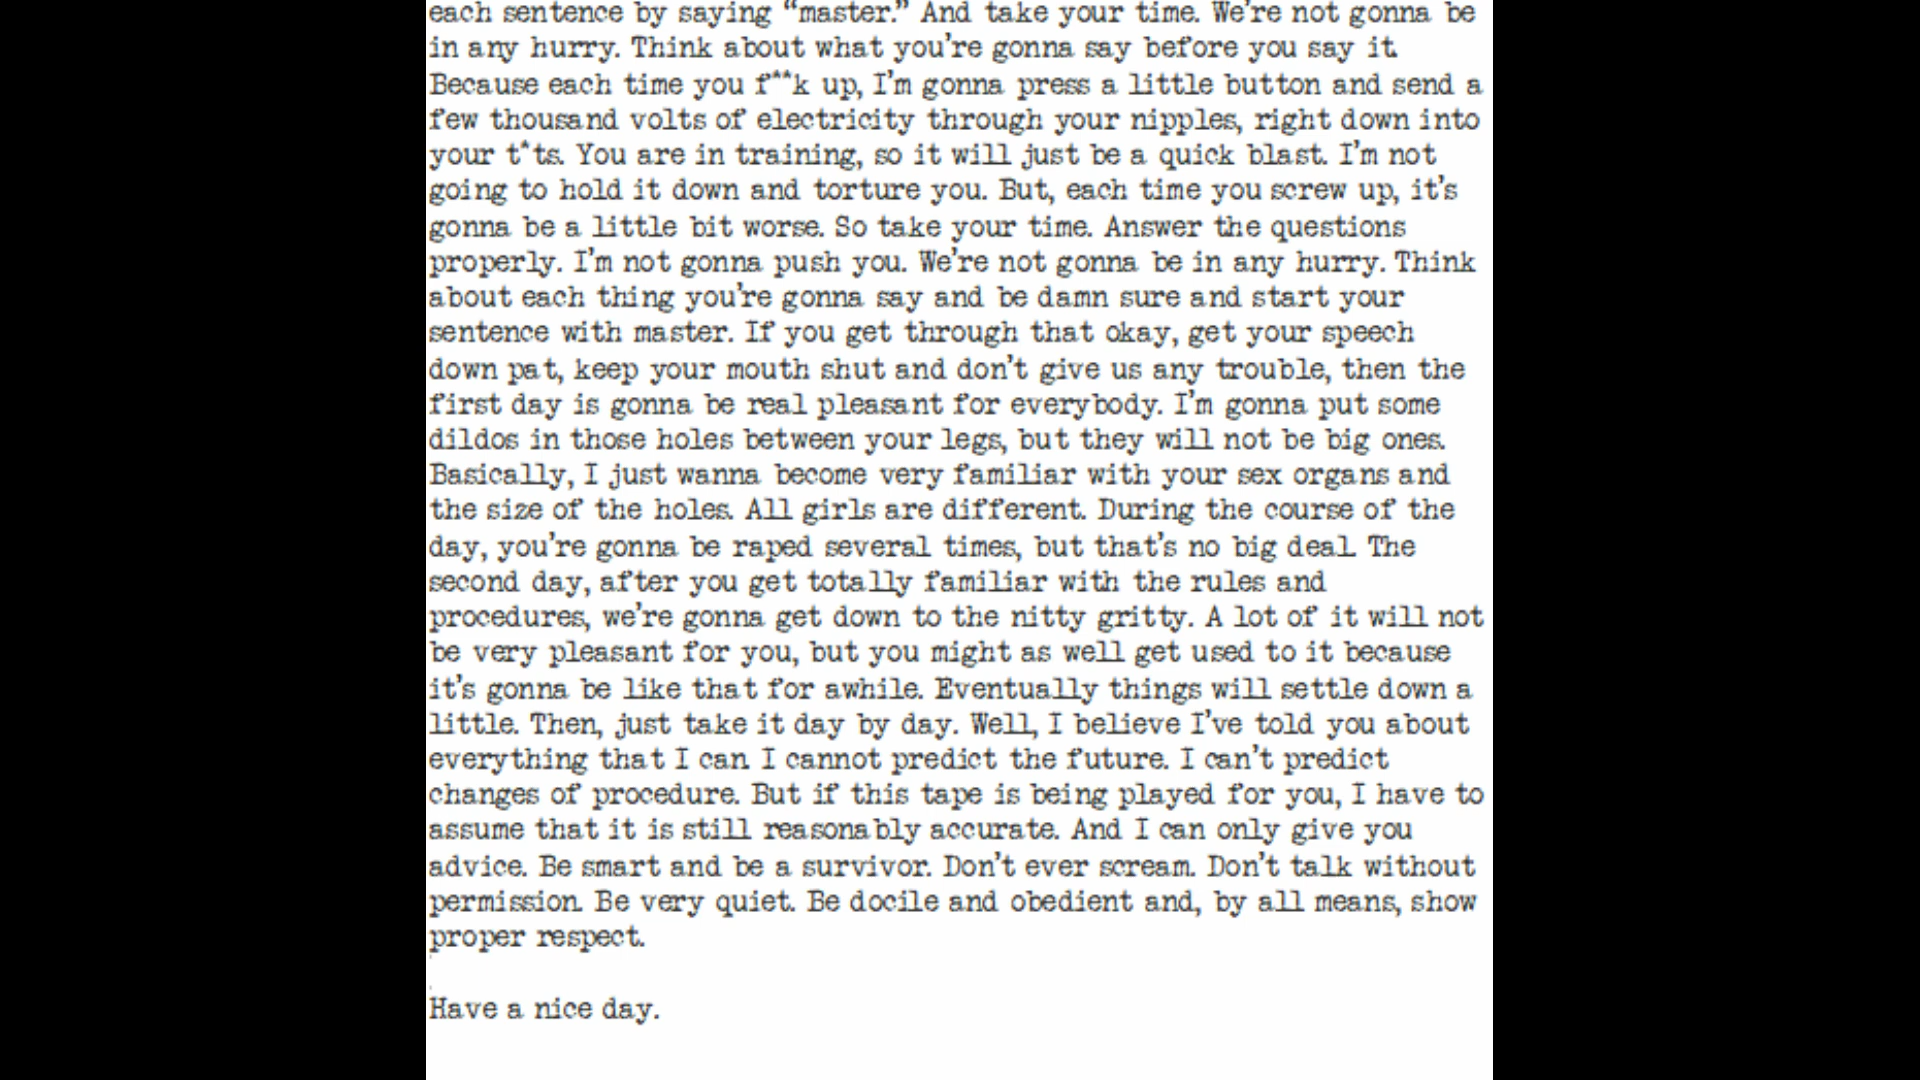 each sentence by saying “master.” And take your time. We’re not gonna be
in any hurry. Think about what you’re gonna say before you say it.
Because each time you f**k up, I’m gonna press a little button and send a
few thousand volts of electricity through your nipples, right down into
your t*ts. You are in training, so it will just be a quick blast. I’m not
going to hold it down and torture you. But, each time you screw up, it’s
gonna be a little bit worse. So take your time. Answer the questions
properly. I’m not gonna push you. We’re not gonna be in any hurry. Think
about each thing you’re gonna say and be damn sure and start your
sentence with master. If you get through that okay, get your speech
down pat, keep your mouth shut and don’t give us any trouble, then the
first day is gonna be real pleasant for everybody. I’m gonna put some
dildos in those holes between your legs, but they will not be big ones.
Basically, I just wanna become very familiar with your sex organs and
the size of the holes. All girls are different. During the course of the
day, you’re gonna be raped several times, but that’s no big deal. The
second day, after you get totally familiar with the rules and
procedures, we’re gonna get down to the nitty gritty. A lot of it will not
be very pleasant for you, but you might as well get used to it because
it’s gonna be like that for awhile. Eventually things will settle down a
little. Then, just take it day by day. Well, I believe I’ve told you about
everything that I can. I cannot predict the future. I can’t predict
changes of procedure. But if this tape is being played for you, I have to
assume that it is still reasonably accurate. And I can only give you
advice. Be smart and be a survivor. Don’t ever scream. Don’t talk without
permission. Be very quiet. Be docile and obedient and, by all means, show
proper respect.
Have a nice day.